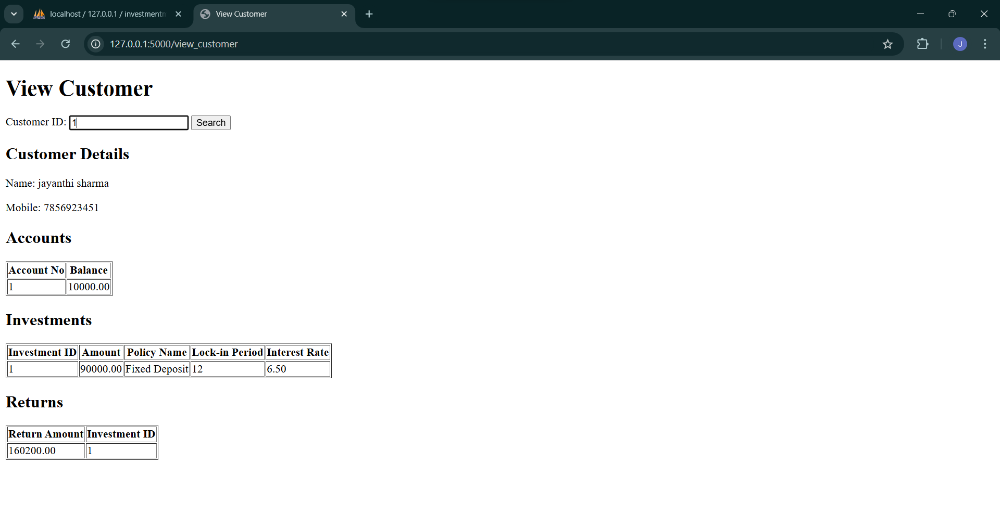 localhost / 127.0.0.1 / investment
View Customer
127.0.0.1:5000/view_customer
J
View Customer
Customer ID: 1 Search
Customer Details
Name: jayanthi sharma
Mobile: 7856923451
Accounts
Account No Balance
1 10000.00
Investments
Investment ID Amount Policy Name Lock-in Period Interest Rate
1 90000.00 Fixed Deposit 12 6.50
Returns
Return Amount Investment ID
160200.00 1